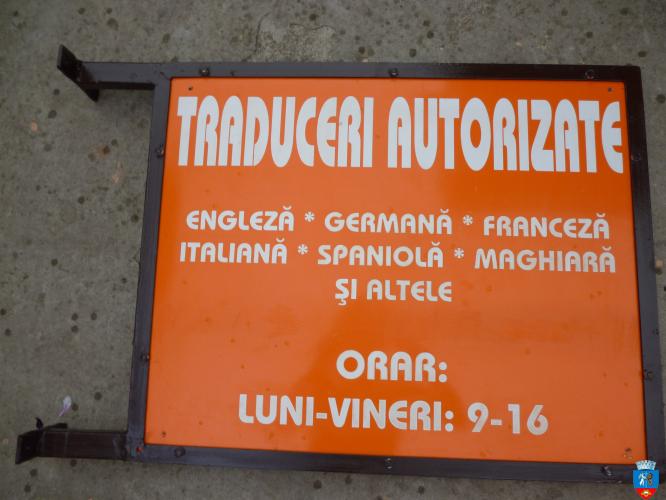 TRADUCERI AUTORIZATE
ENGLEZĂ * GERMANĂ * FRANCEZĂ
ITALIANĂ * SPANIOLĂ * MAGHIARĂ
ŞI ALTELE
ORAR:
LUNI-VINERI: 9-16